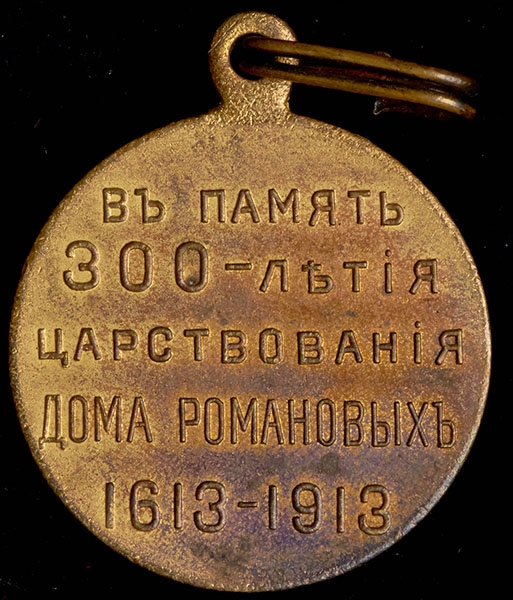 ВЪ ПАМЯТЬ
300-ЛѢТІЯ
ЦАРСТВОВАНІЯ
ДОМА РОМАНОВЫХЪ
1613-1913